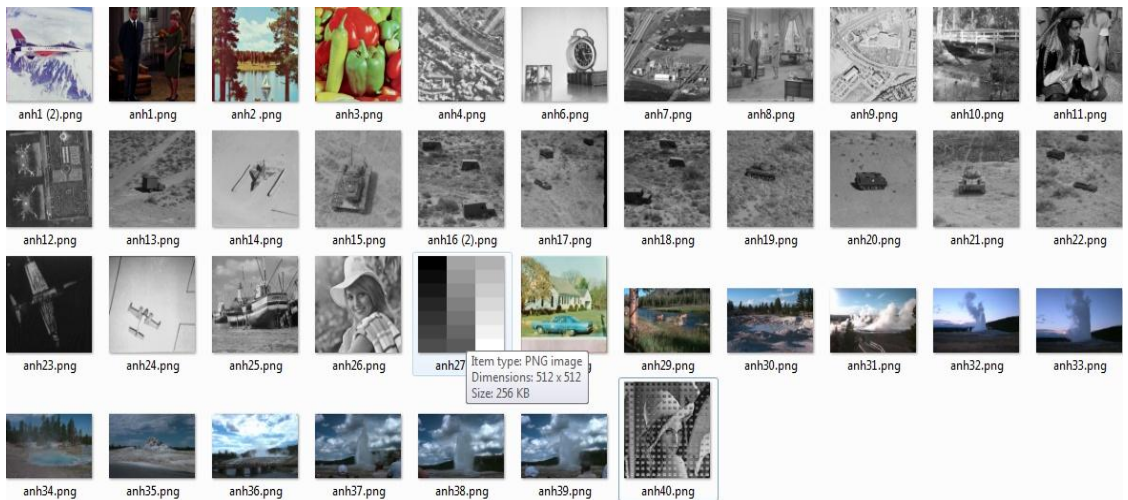 anh1 (2).png anh1.png anh2 .png anh3.png anh4.png anh6.png anh7.png anh8.png anh9.png anh10.png anh11.png
anh12.png anh13.png anh14.png anh15.png anh16 (2).png anh17.png anh18.png anh19.png anh20.png anh21.png anh22.png
anh23.png anh24.png anh25.png anh26.png anh27 anh29.png anh30.png anh31.png anh32.png anh33.png
Item type: PNG image
Dimensions: 512 x 512
Size: 256 KB
anh34.png anh35.png anh36.png anh37.png anh38.png anh39.png anh40.png